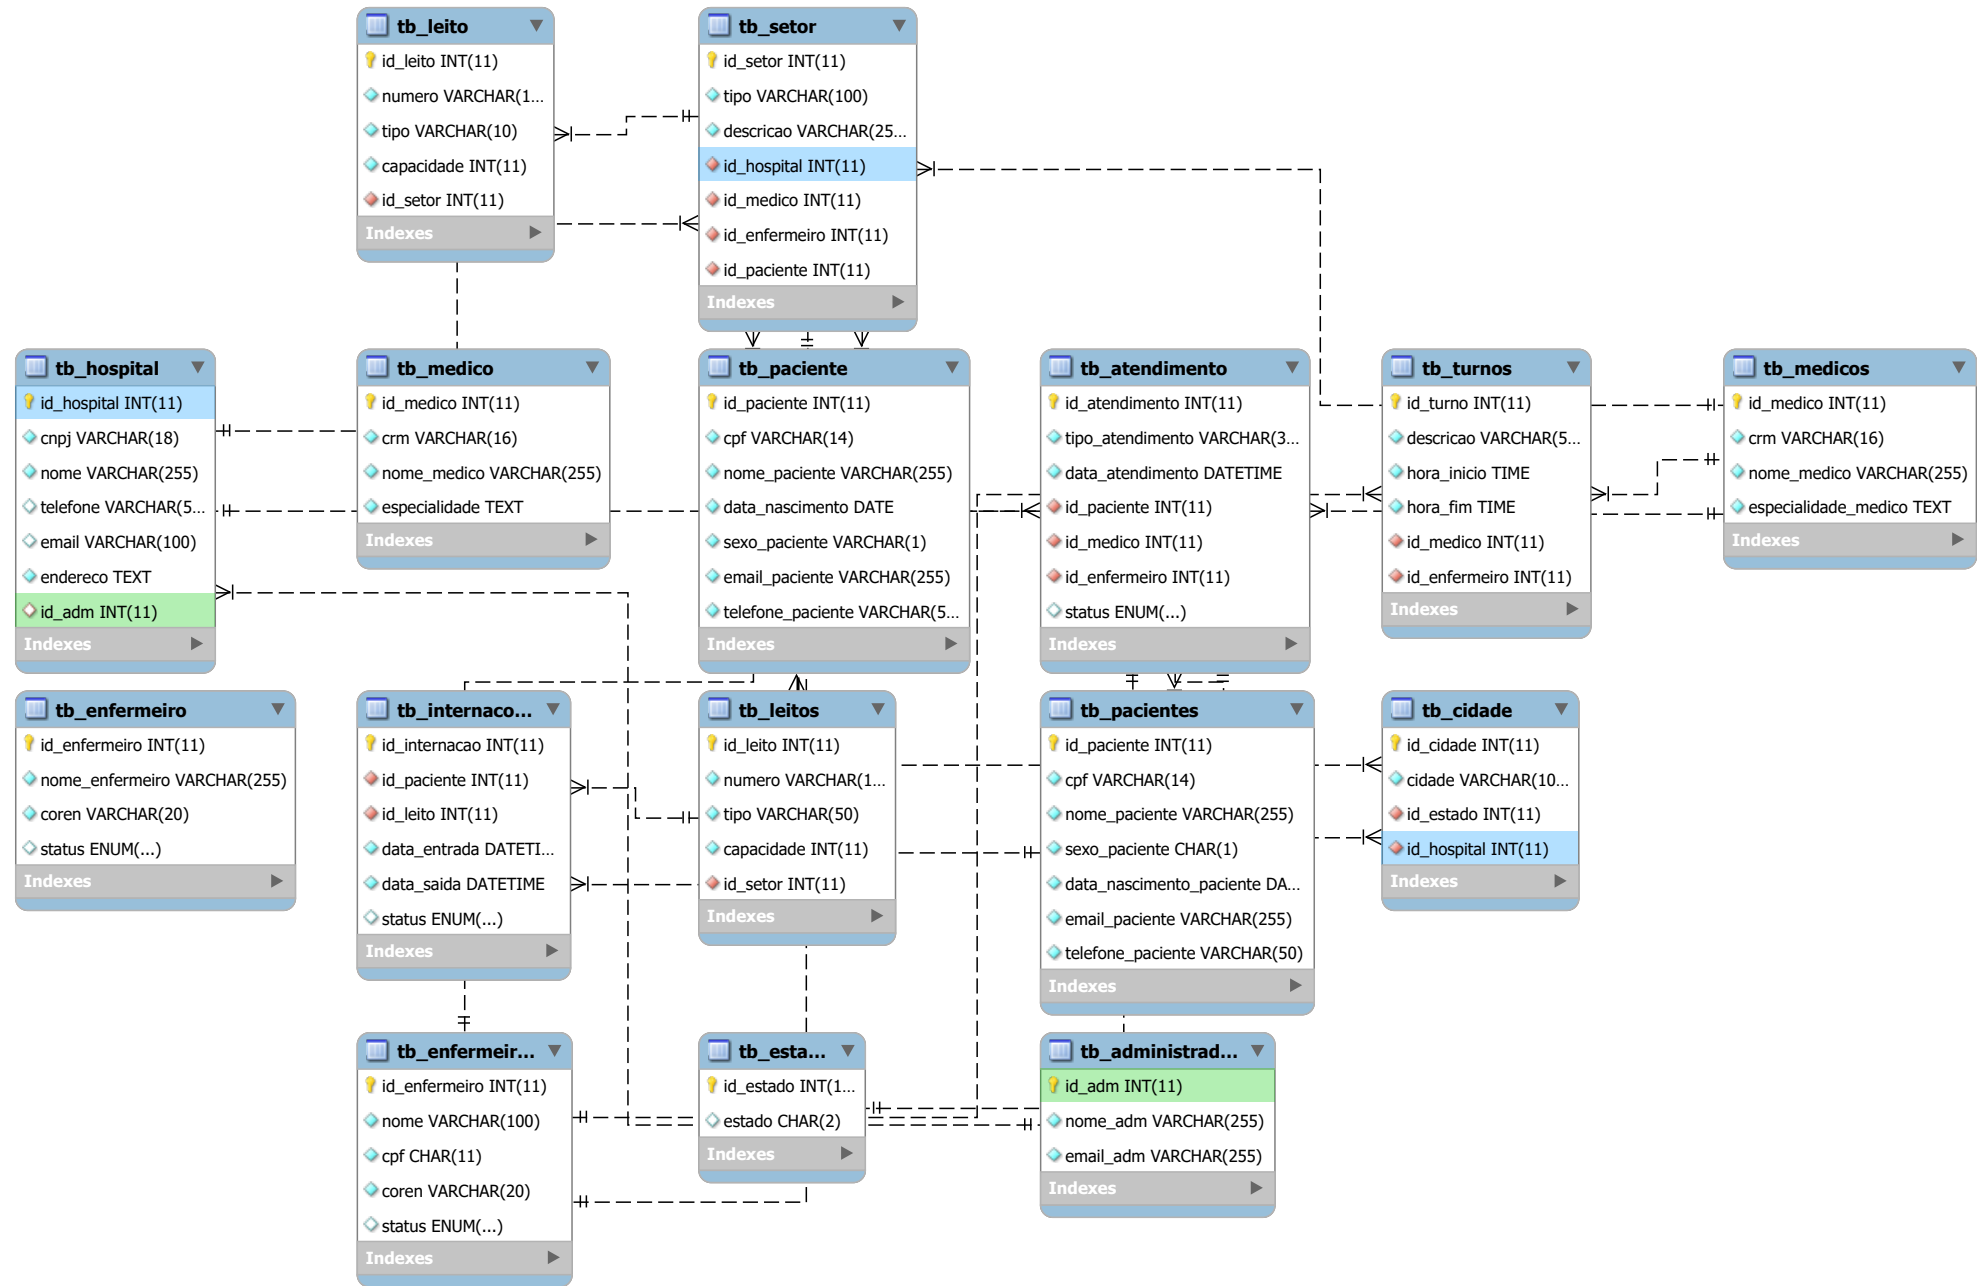 tb_leito
id_leito INT(11)
numero VARCHAR(1...
tipo VARCHAR(10)
capacidade INT(11)
id_setor INT(11)
Indexes
tb_setor
id_setor INT(11)
tipo VARCHAR(100)
descricao VARCHAR(25...
id_hospital INT(11)
id_medico INT(11)
id_enfermeiro INT(11)
id_paciente INT(11)
Indexes
tb_hospital
id_hospital INT(11)
cnpj VARCHAR(18)
nome VARCHAR(255)
telefone VARCHAR(5...
email VARCHAR(100)
endereco TEXT
id_adm INT(11)
Indexes
tb_medico
id_medico INT(11)
crm VARCHAR(16)
nome_medico VARCHAR(255)
especialidade TEXT
Indexes
tb_paciente
id_paciente INT(11)
cpf VARCHAR(14)
nome_paciente VARCHAR(255)
data_nascimento DATE
sexo_paciente VARCHAR(1)
email_paciente VARCHAR(255)
telefone_paciente VARCHAR(5...
Indexes
tb_atendimento
id_atendimento INT(11)
tipo_atendimento VARCHAR(3...
data_atendimento DATETIME
id_paciente INT(11)
id_medico INT(11)
id_enfermeiro INT(11)
status ENUM(...)
Indexes
tb_turnos
id_turno INT(11)
descricao VARCHAR(5...
hora_inicio TIME
hora_fim TIME
id_medico INT(11)
id_enfermeiro INT(11)
Indexes
tb_medicos
id_medico INT(11)
crm VARCHAR(16)
nome_medico VARCHAR(255)
especialidade_medico TEXT
Indexes
tb_enfermeiro
id_enfermeiro INT(11)
nome_enfermeiro VARCHAR(255)
coren VARCHAR(20)
status ENUM(...)
Indexes
tb_internaco...
id_internacao INT(11)
id_paciente INT(11)
id_leito INT(11)
data_entrada DATETI...
data_saida DATETIME
status ENUM(...)
Indexes
tb_leitos
id_leito INT(11)
numero VARCHAR(1...
tipo VARCHAR(50)
capacidade INT(11)
id_setor INT(11)
Indexes
tb_pacientes
id_paciente INT(11)
cpf VARCHAR(14)
nome_paciente VARCHAR(255)
sexo_paciente CHAR(1)
data_nascimento_paciente DA...
email_paciente VARCHAR(255)
telefone_paciente VARCHAR(50)
Indexes
tb_cidade
id_cidade INT(11)
cidade VARCHAR(10...
id_estado INT(11)
id_hospital INT(11)
Indexes
tb_enfermeir...
id_enfermeiro INT(11)
nome VARCHAR(100)
cpf CHAR(11)
coren VARCHAR(20)
status ENUM(...)
Indexes
tb_esta...
id_estado INT(1...
estado CHAR(2)
Indexes
tb_administrad...
id_adm INT(11)
nome_adm VARCHAR(255)
email_adm VARCHAR(255)
Indexes